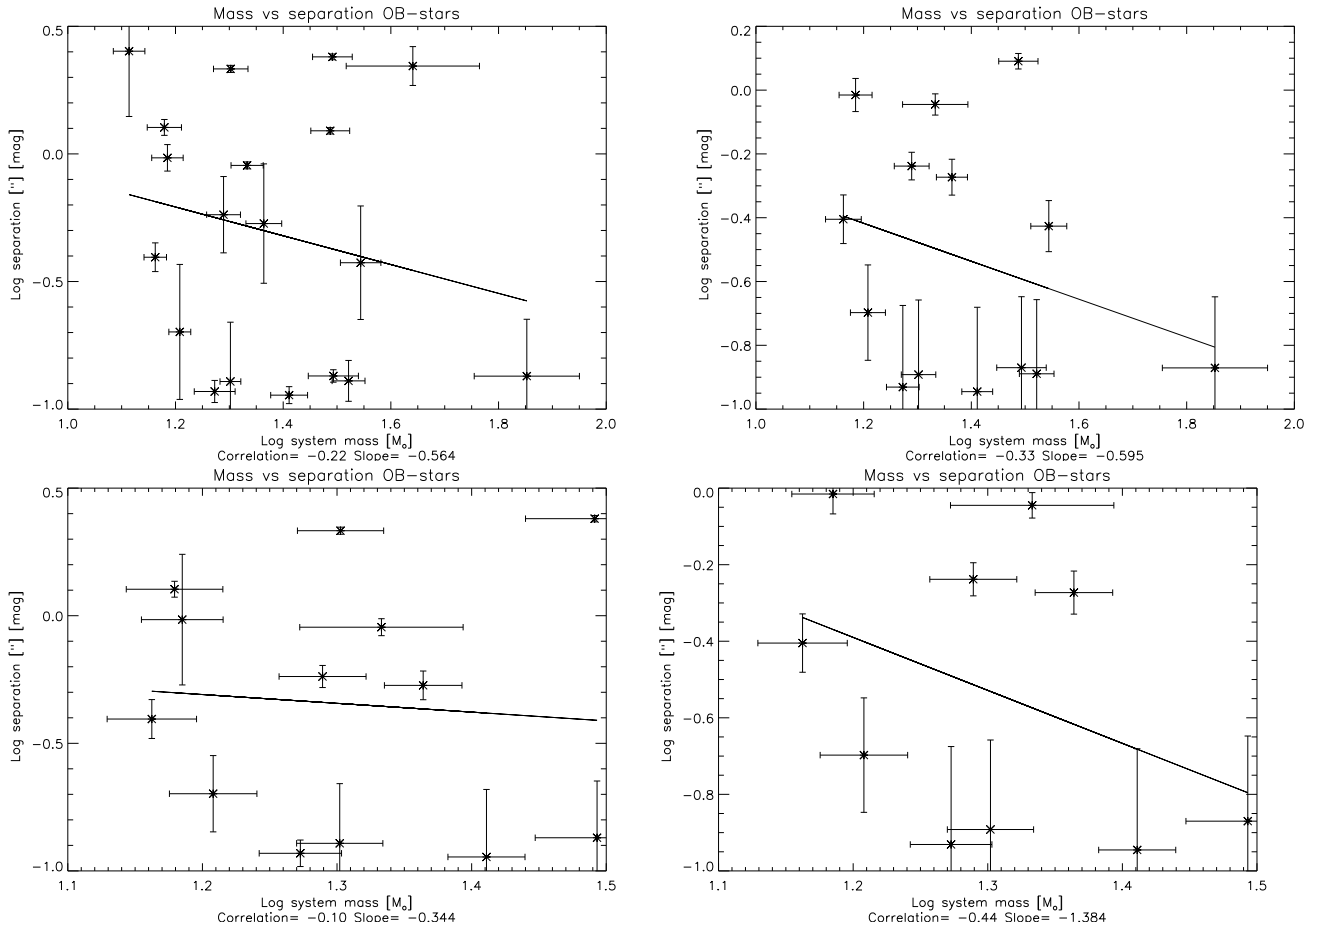 Mass vs separation OB-stars
0.5
0.0
-0.5
-1.0
Log separation ["] [mag]
1.0 1.2 1.4 1.6 1.8 2.0
Log system mass [M₀]
Correlation= -0.22 Slope= -0.564
Mass vs separation OB-stars
0.2
0.0
-0.2
-0.4
-0.6
-0.8
-1.0
Log separation ["] [mag]
1.0 1.2 1.4 1.6 1.8 2.0
Log system mass [M₀]
Correlation= -0.33 Slope= -0.595
Mass vs separation OB-stars
0.5
0.0
-0.5
-1.0
Log separation ["] [mag]
1.1 1.2 1.3 1.4 1.5
Log system mass [M₀]
Correlation= -0.10 Slope= -0.344
Mass vs separation OB-stars
0.0
-0.2
-0.4
-0.6
-0.8
-1.0
Log separation ["] [mag]
1.1 1.2 1.3 1.4 1.5
Log system mass [M₀]
Correlation= -0.44 Slope= -1.384